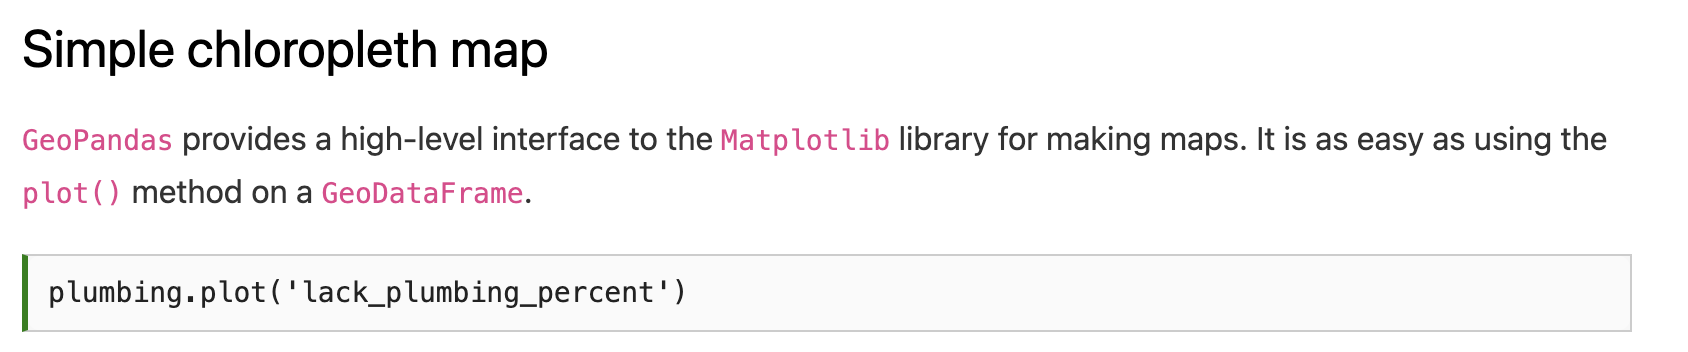 Simple chloropleth map
GeoPandas provides a high-level interface to the Matplotlib library for making maps. It is as easy as using the
plot() method on a GeoDataFrame.
plumbing.plot('lack_plumbing_percent')